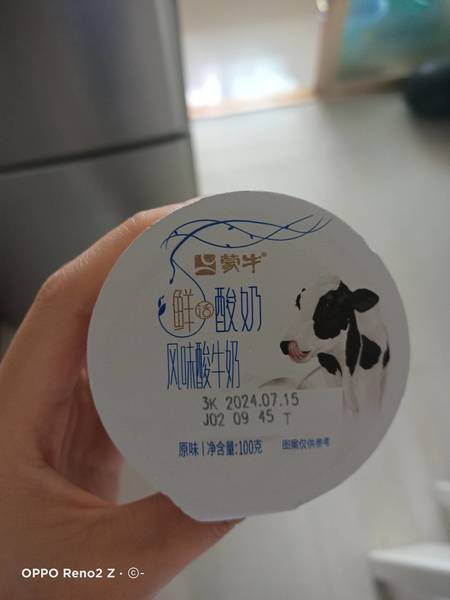 蒙牛®
鲜活酸奶
风味酸牛奶
3K 2024.07.15
J02 09 45 T
原味 | 净含量:100克 图案仅供参考
OPPO Reno2 Z · ©-